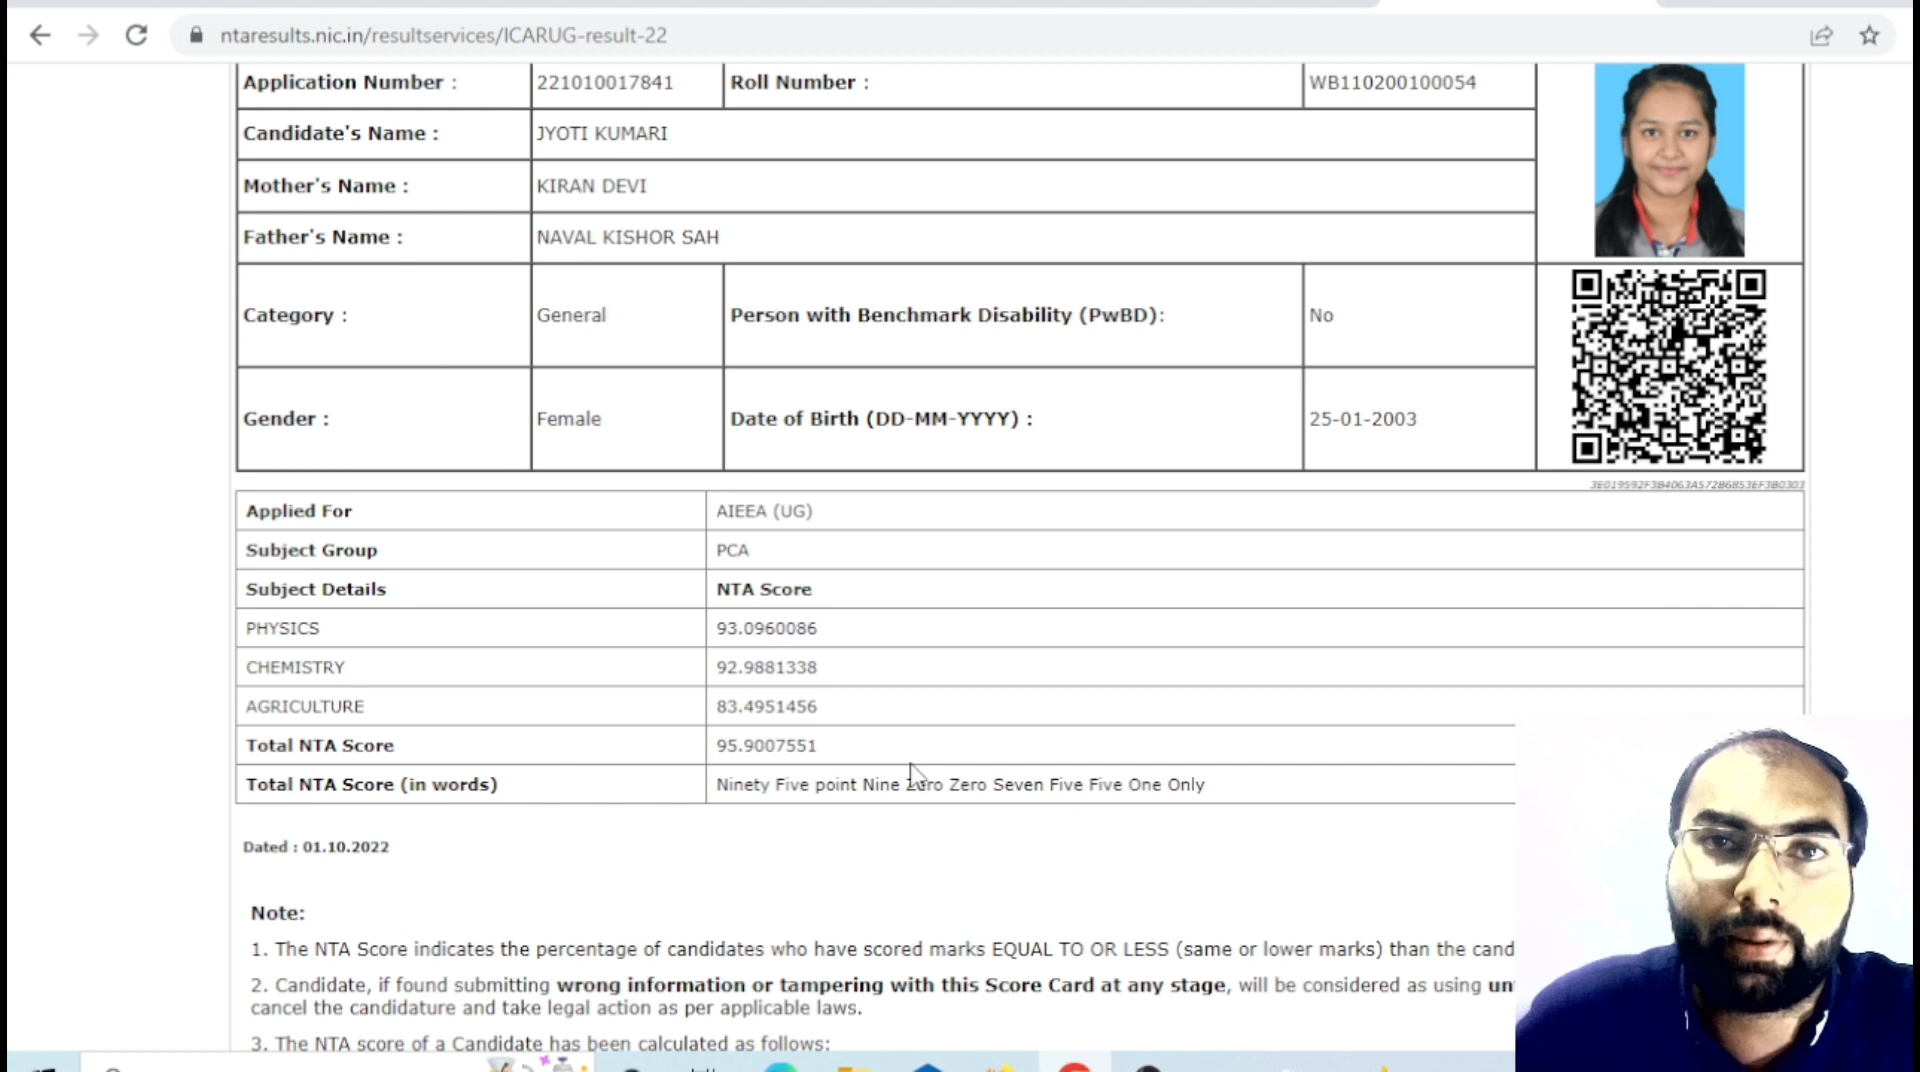 ntaresults.nic.in/resultservices/ICARUG-result-22
Application Number : 221010017841 Roll Number : WB110200100054
Candidate's Name : JYOTI KUMARI
Mother's Name : KIRAN DEVI
Father's Name : NAVAL KISHOR SAH
Category : General Person with Benchmark Disability (PwBD): No
Gender : Female Date of Birth (DD-MM-YYYY) : 25-01-2003
3E019592F3B4063A572B6853EF3B0303
Applied For AIEEA (UG)
Subject Group PCA
Subject Details NTA Score
PHYSICS 93.0960086
CHEMISTRY 92.9881338
AGRICULTURE 83.4951456
Total NTA Score 95.9007551
Total NTA Score (in words) Ninety Five point Nine Zero Zero Seven Five Five One Only
Dated : 01.10.2022
Note:
1. The NTA Score indicates the percentage of candidates who have scored marks EQUAL TO OR LESS (same or lower marks) than the cand
2. Candidate, if found submitting wrong information or tampering with this Score Card at any stage, will be considered as using un
cancel the candidature and take legal action as per applicable laws.
3. The NTA score of a Candidate has been calculated as follows: